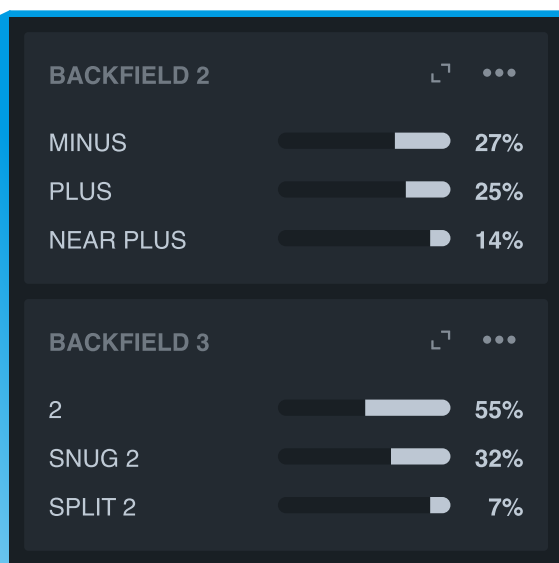 BACKFIELD 2
MINUS 27%
PLUS 25%
NEAR PLUS 14%
BACKFIELD 3
2 55%
SNUG 2 32%
SPLIT 2 7%